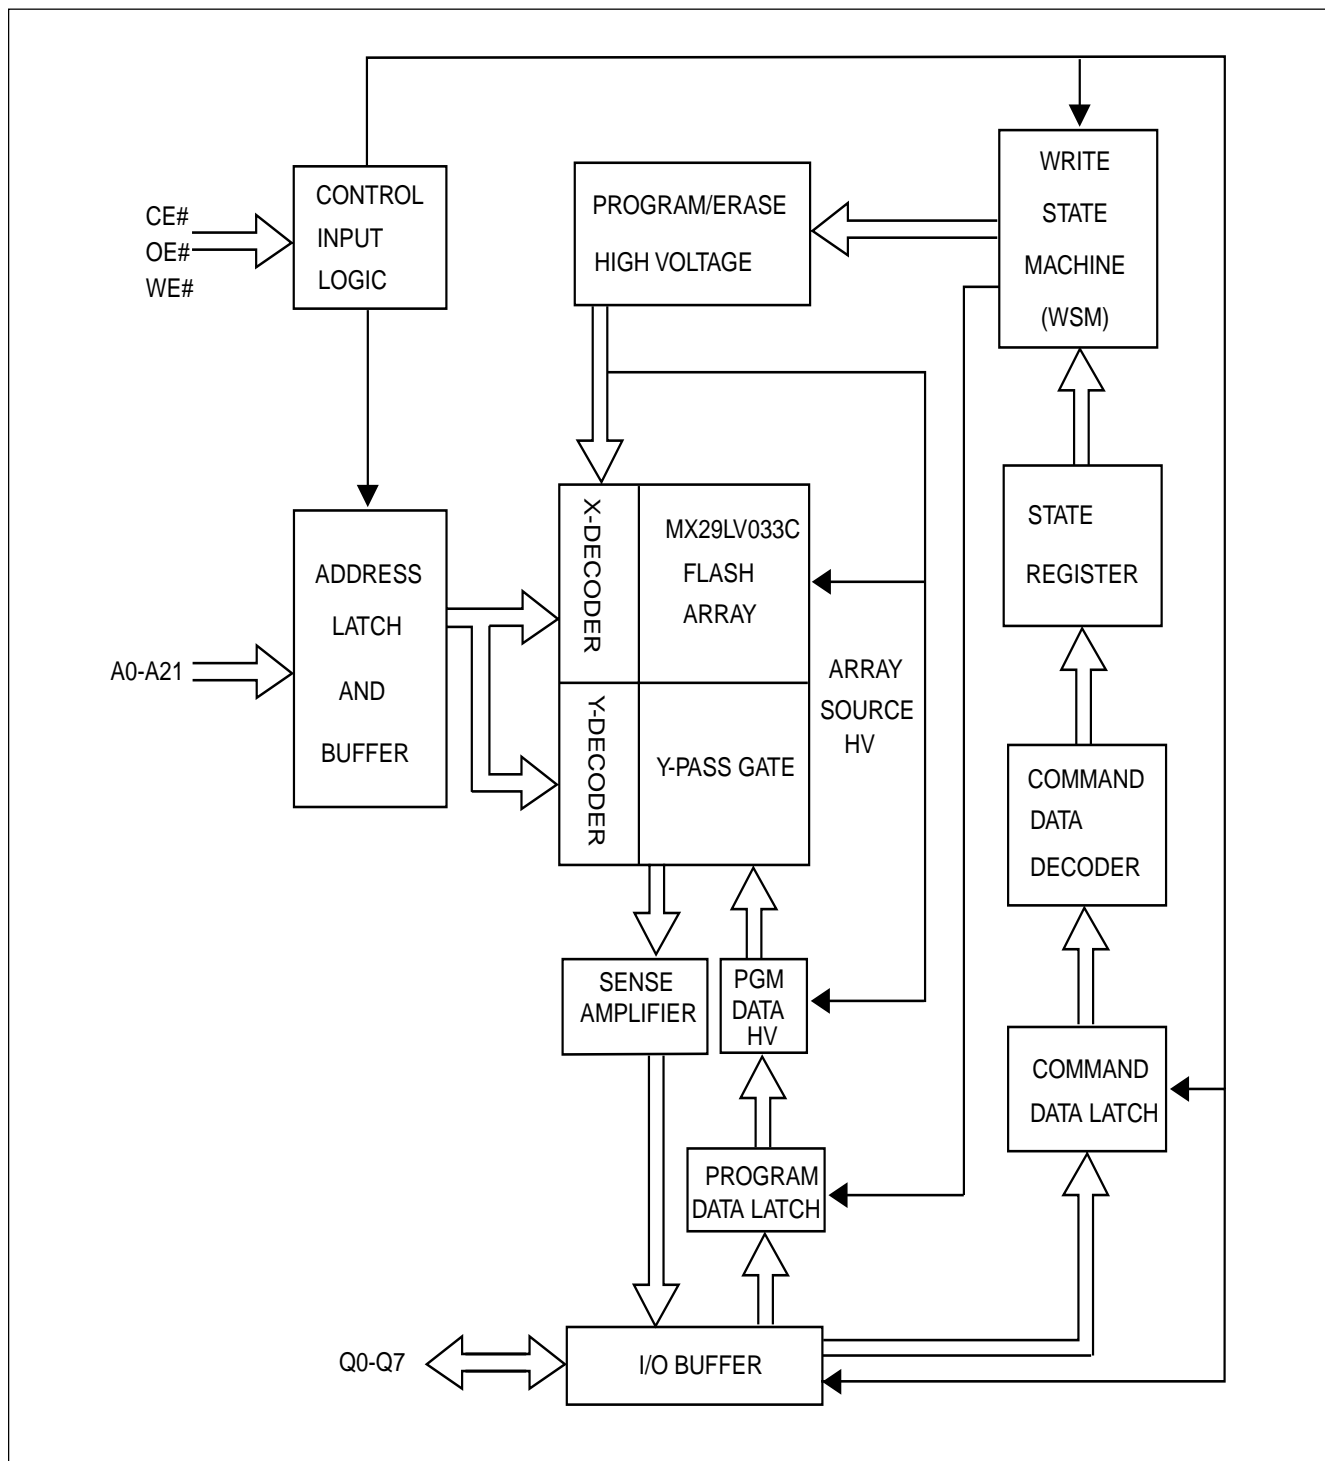 CE#
OE#
WE#
CONTROL
INPUT
LOGIC
PROGRAM/ERASE
HIGH VOLTAGE
WRITE
STATE
MACHINE
(WSM)
A0-A21
ADDRESS
LATCH
AND
BUFFER
X-DECODER
MX29LV033C
FLASH
ARRAY
Y-DECODER
Y-PASS GATE
ARRAY
SOURCE
HV
STATE
REGISTER
COMMAND
DATA
DECODER
SENSE
AMPLIFIER
PGM
DATA
HV
COMMAND
DATA LATCH
PROGRAM
DATA LATCH
Q0-Q7
I/O BUFFER